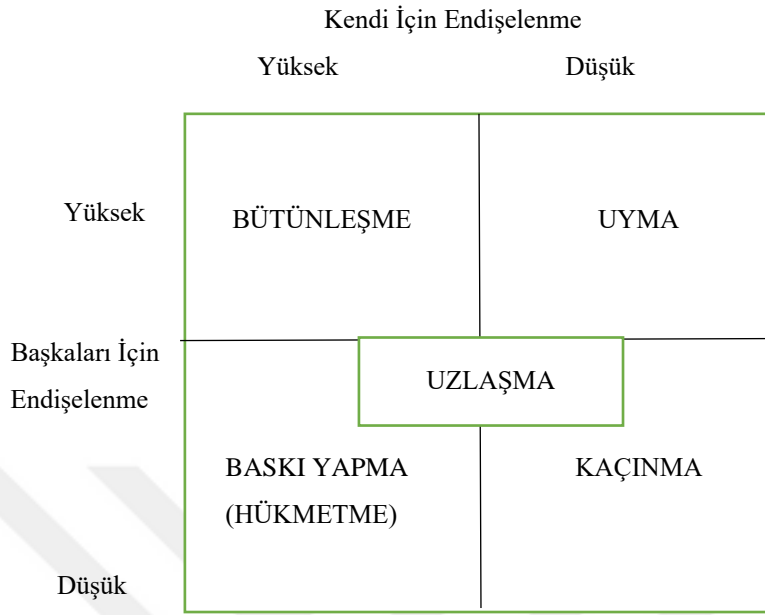 Kendi İçin Endişelenme
Yüksek Düşük
Yüksek BÜTÜNLEŞME UYMA
Başkaları İçin
Endişelenme
UZLAŞMA
BASKI YAPMA KAÇINMA
(HÜKMETME)
Düşük